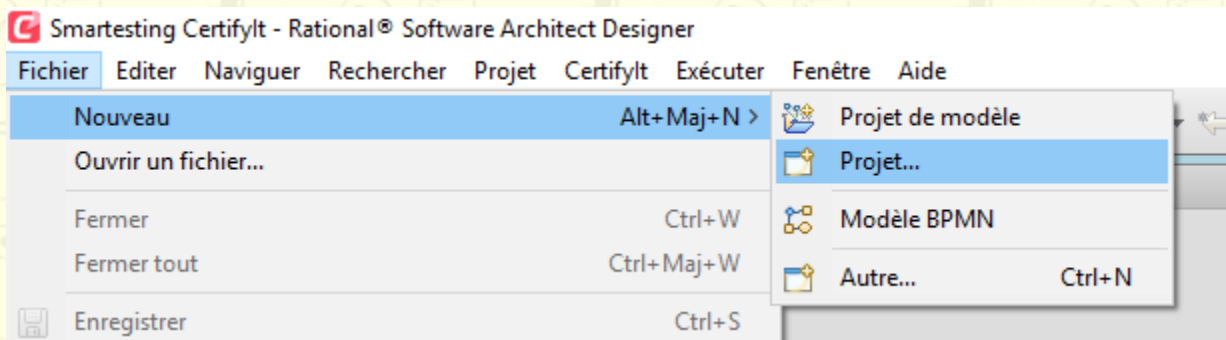 Smartesting CertifyIt - Rational® Software Architect Designer
Fichier Editer Naviguer Rechercher Projet CertifyIt Exécuter Fenêtre Aide
Nouveau Alt+Maj+N >
Ouvrir un fichier...
Fermer Ctrl+W
Fermer tout Ctrl+Maj+W
Enregistrer Ctrl+S
Projet de modèle
Projet...
Modèle BPMN
Autre... Ctrl+N